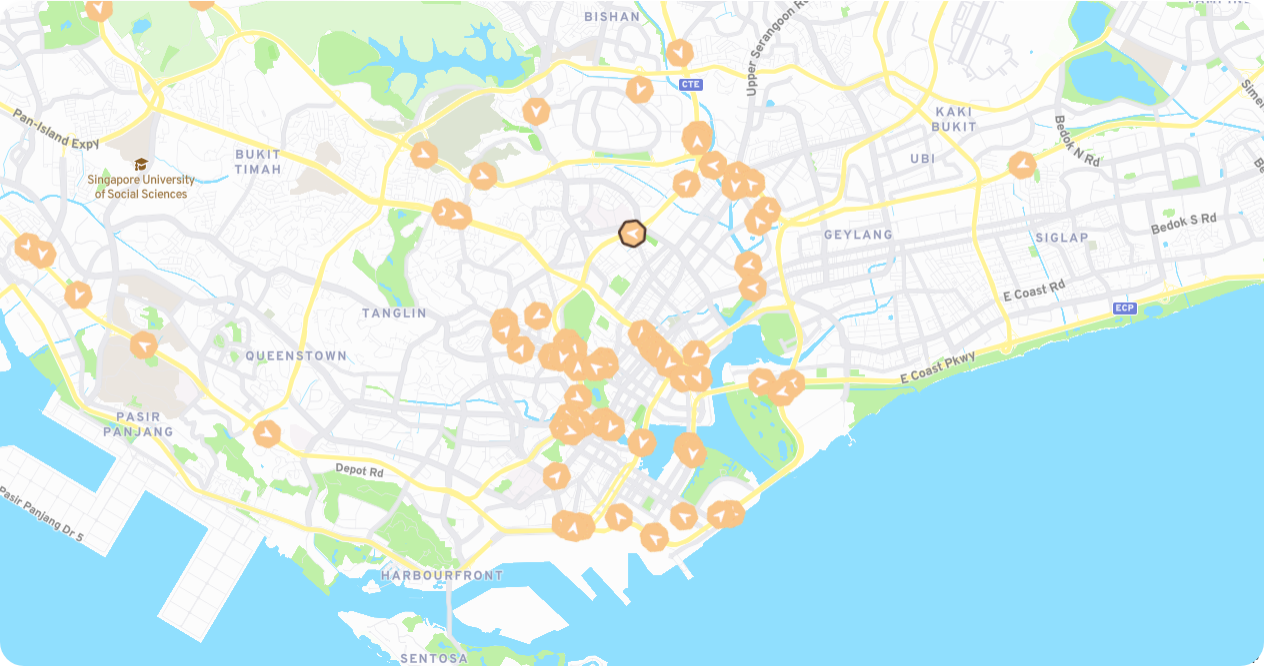 BISHAN
Upper Serangoon R
CTE
KAKI
BUKIT
Pan-Island Expy
BUKIT
TIMAH
UBI
Bedok N Rd
Singapore University
of Social Sciences
GEYLANG
SIGLAP
Bedok S Rd
E Coast Rd
TANGLIN
ECP
QUEENSTOWN
E Coast Pkwy
PASIR
PANJANG
Depot Rd
Pasir Panjang Dr 5
HARBOURFRONT
SENTOSA